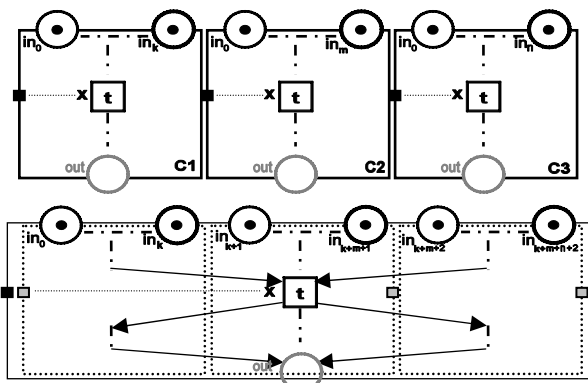 in0 ink in0 inm in0 inn
x t x t x t
out C1 out C2 out C3
in0 ink ink+1 ink+m+1 ink+m+2 ink+m+n+2
x t
out